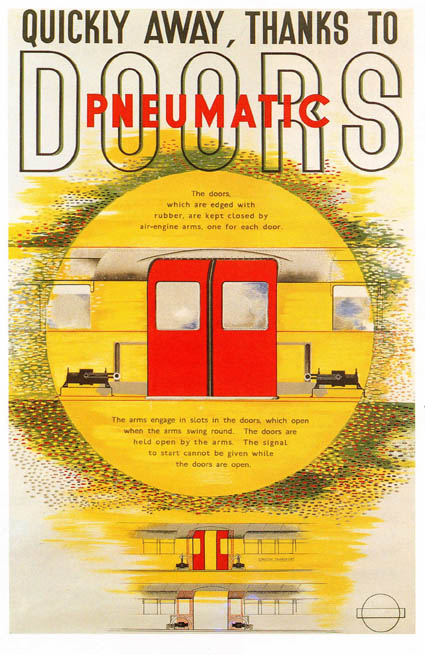 QUICKLY AWAY, THANKS TO
DOORS
PNEUMATIC
The doors,
which are edged with
rubber, are kept closed by
air-engine arms, one for each door.
The arms engage in slots in the doors, which open
when the arms swing round. The doors are
held open by the arms. The signal
to start cannot be given while
the doors are open.
LONDON TRANSPORT